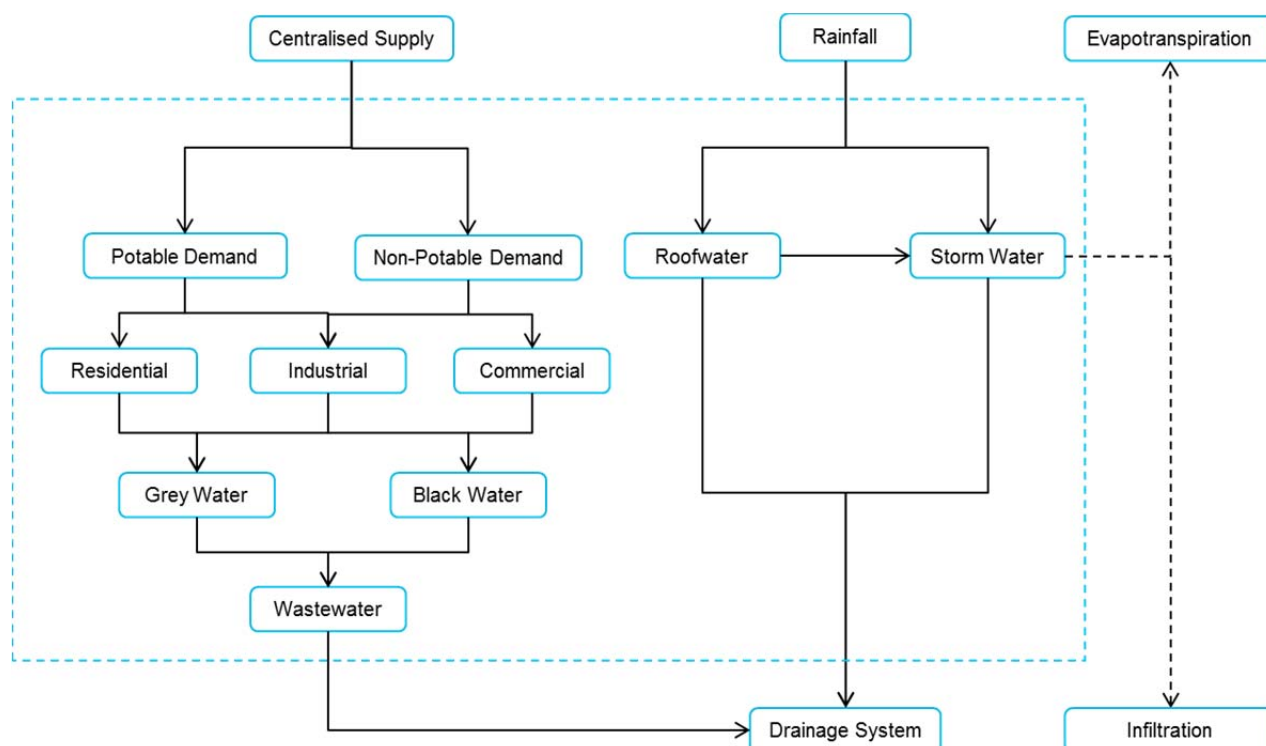 Centralised Supply
Rainfall
Evapotranspiration
Potable Demand
Non-Potable Demand
Roofwater
Storm Water
Residential
Industrial
Commercial
Grey Water
Black Water
Wastewater
Drainage System
Infiltration